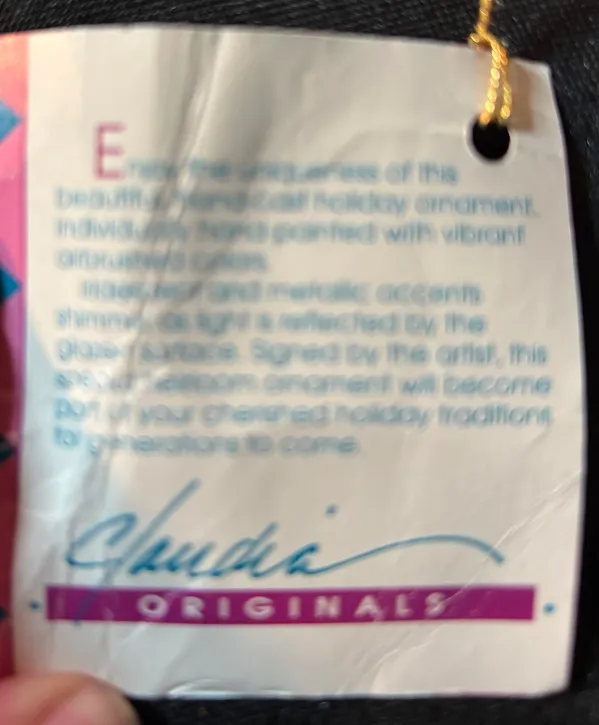 Enjoy the uniqueness of this
beautiful hand-cast holiday ornament.
Individually hand painted with vibrant
airbrushed colors.
Iridescent and metallic accents
shimmer as light is reflected by the
glazed surface. Signed by the artist, this
special heirloom ornament will become
part of your cherished holiday traditions
for generations to come.
Claudia
ORIGINALS